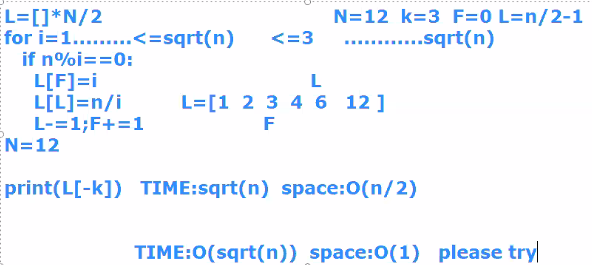 L=[]*N/2 N=12 k=3 F=0 L=n/2-1
for i=1.........<=sqrt(n) <=3 ............sqrt(n)
if n%i==0:
L[F]=i L
L[L]=n/i L=[1 2 3 4 6 12 ]
L-=1;F+=1 F
N=12
print(L[-k]) TIME:sqrt(n) space:O(n/2)
TIME:O(sqrt(n)) space:O(1) please try